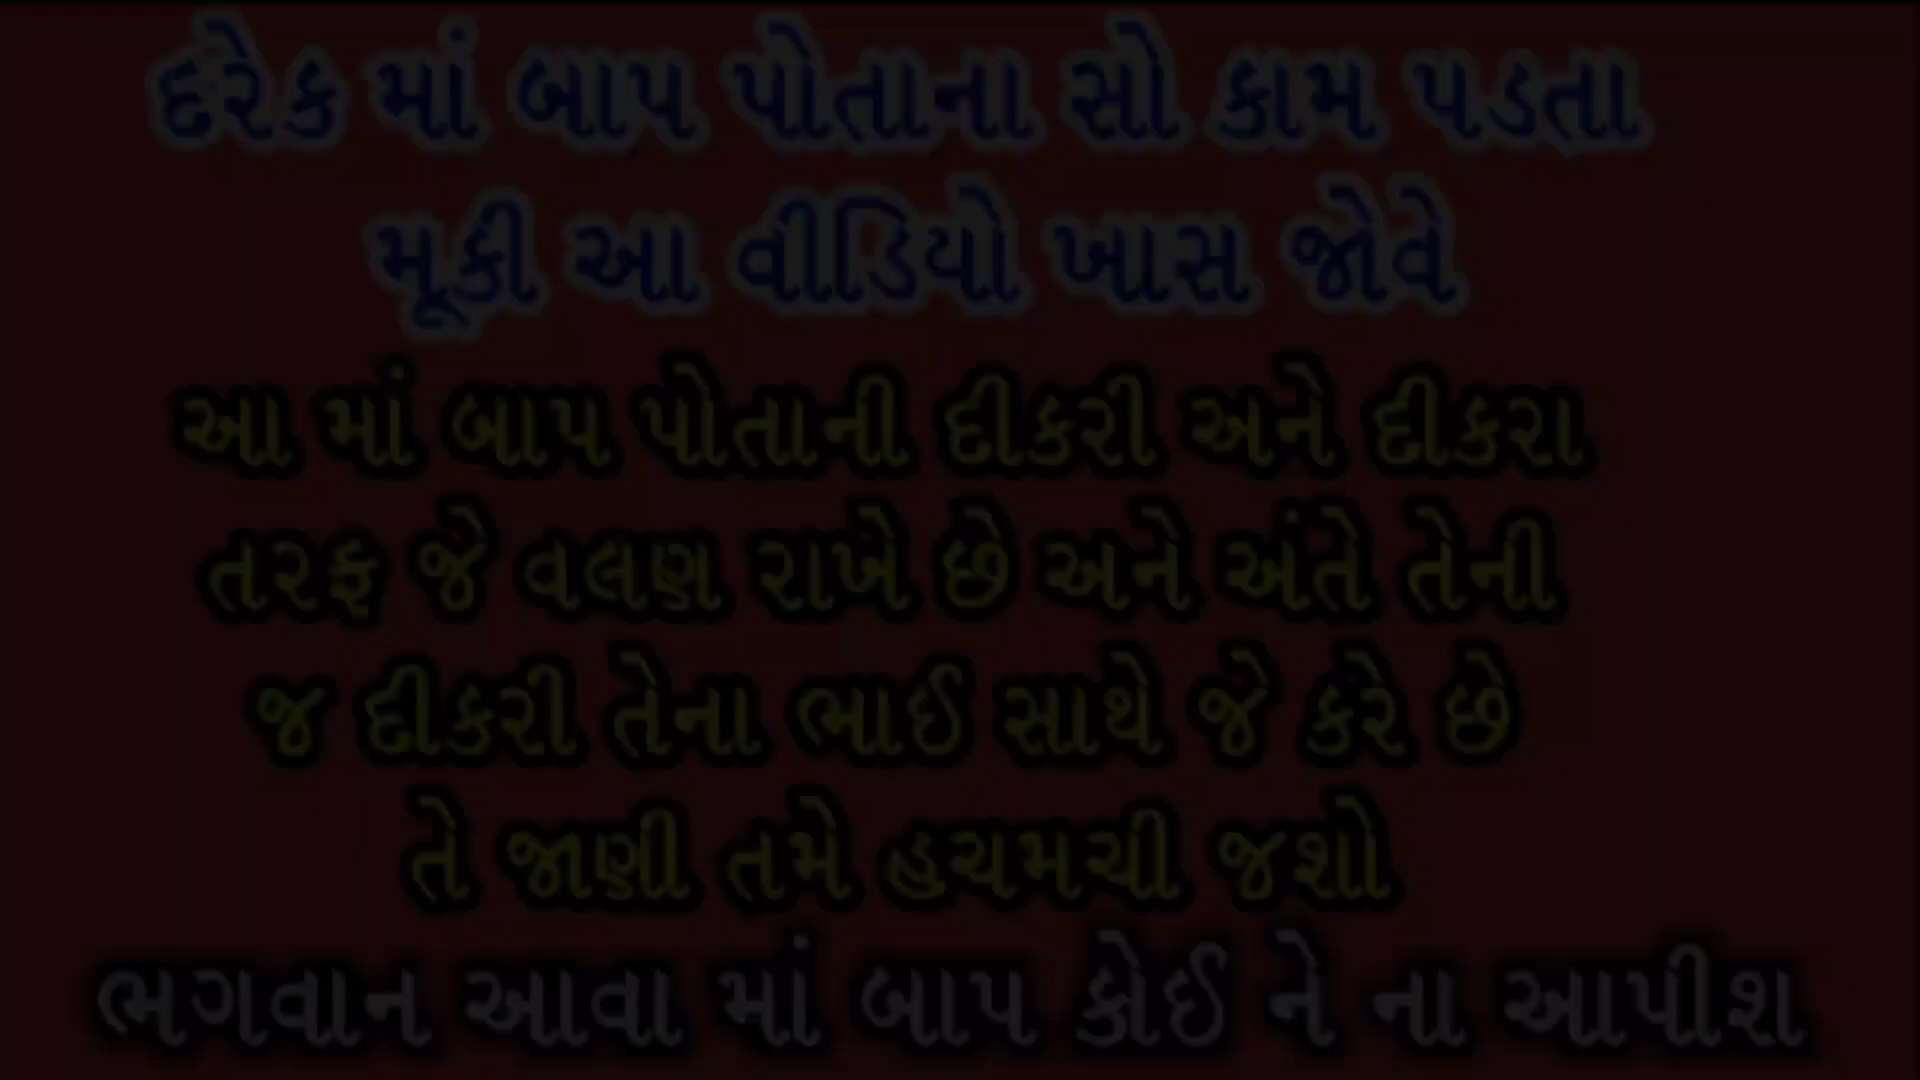 દરેક માં બાપ પોતાના સો કામ પડતા
મૂકી આ વીડિયો ખાસ જોવે
આ માં બાપ પોતાની દીકરી અને દીકરા
તરફ જે વલણ રાખે છે અને અંતે તેની
જ દીકરી તેના ભાઈ સાથે જે કરે છે
તે જાણી તમે હચમચી જશો
ભગવાન આવા માં બાપ કોઈ ને ના આપીશ